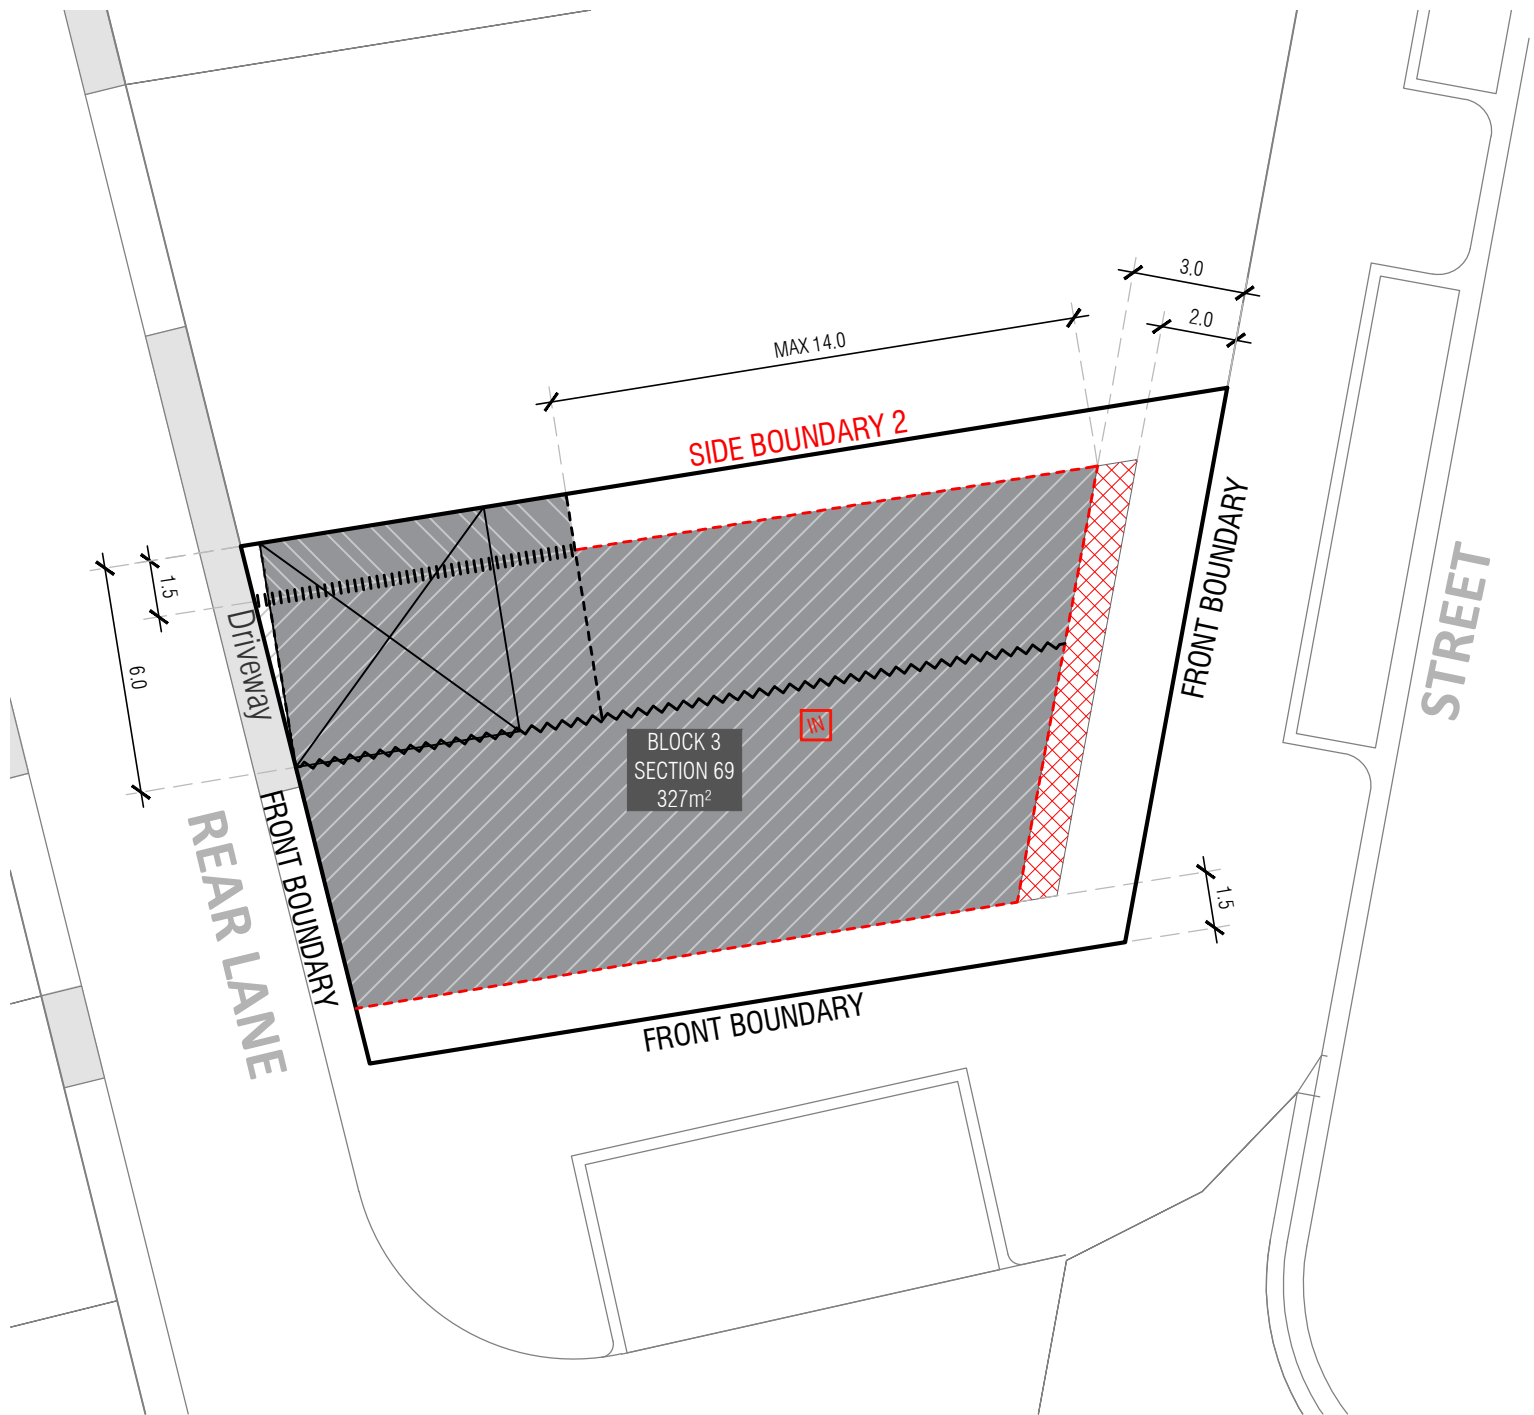 3.0
2.0
MAX 14.0
SIDE BOUNDARY 2
FRONT BOUNDARY
STREET
1.5
6.0
Driveway
IN
BLOCK 3
SECTION 69
327m²
REAR LANE
FRONT BOUNDARY
1.5
FRONT BOUNDARY